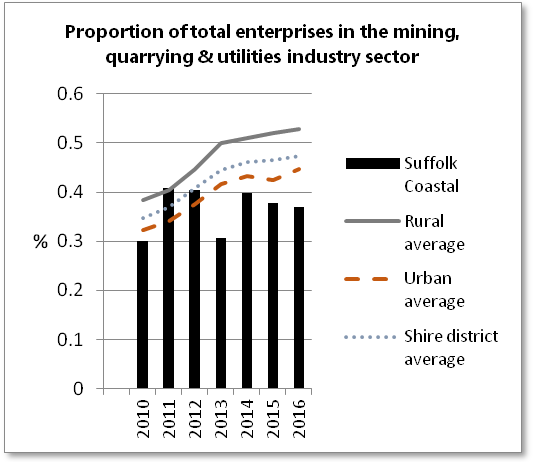 Proportion of total enterprises in the mining,
quarrying & utilities industry sector
0.6
0.5
0.4
0.3
0.2
0.1
0
%
2010
2011
2012
2013
2014
2015
2016
Suffolk
Coastal
Rural
average
Urban
average
Shire district
average